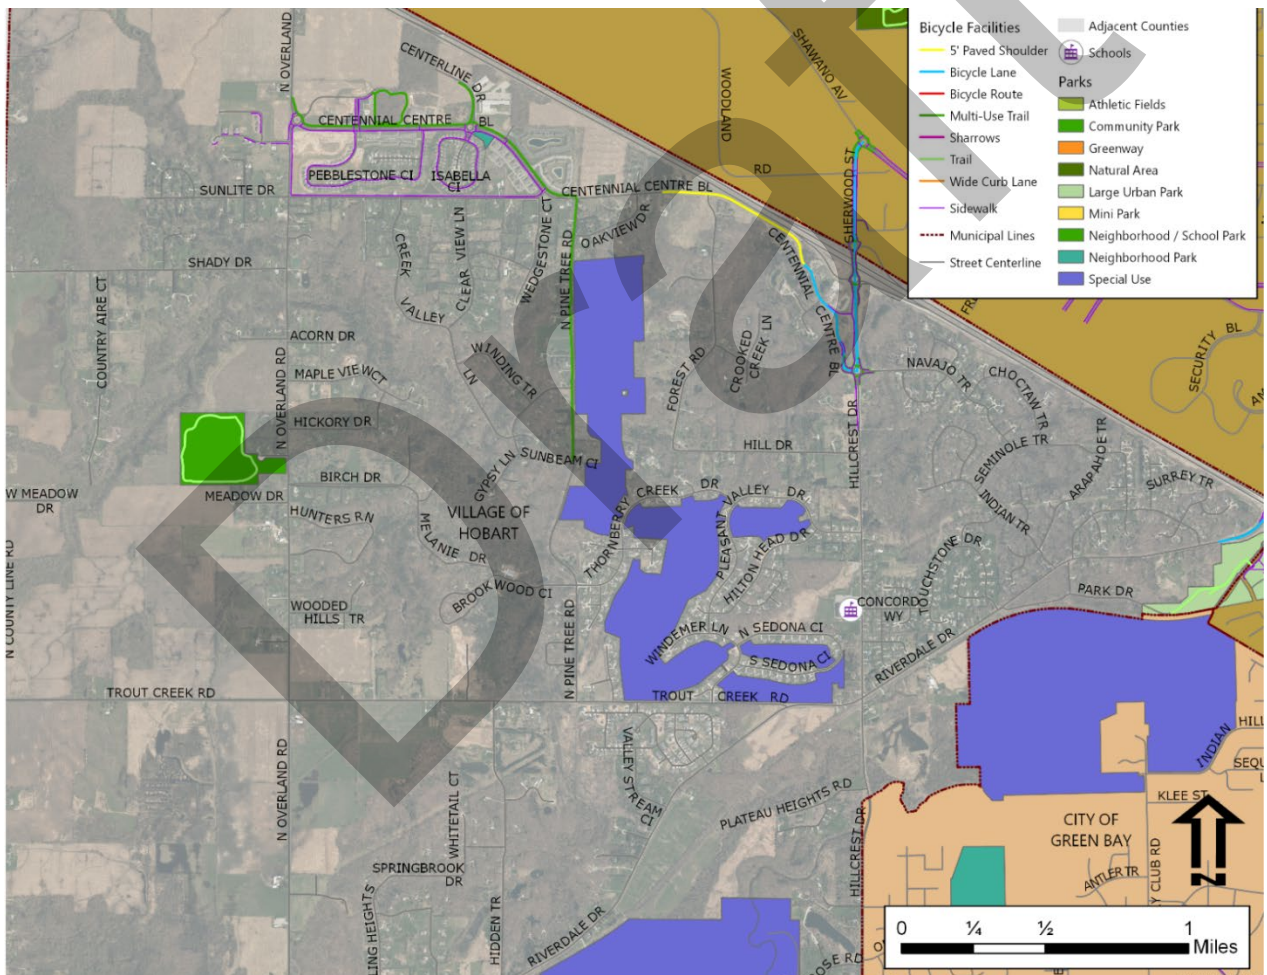 Draft
Bicycle Facilities
5' Paved Shoulder
Bicycle Lane
Bicycle Route
Multi-Use Trail
Sharrows
Trail
Wide Curb Lane
Sidewalk
Municipal Lines
Street Centerline
Adjacent Counties
Schools
Parks
Athletic Fields
Community Park
Greenway
Natural Area
Large Urban Park
Mini Park
Neighborhood / School Park
Neighborhood Park
Special Use
N OVERLAND
CENTERLINE DR
SHAWANO AV
WOODLAND
RD
CENTENNIAL CENTRE BL
PEBBLESTONE CI
ISABELLA
CI
SUNLITE DR
CENTENNIAL CENTRE BL
SHERWOOD ST
OAKVIEW DR
WEDGESTONE CT
CLEAR VIEW LN
CREEK
VALLEY
LN
N PINE TREE RD
SHADY DR
COUNTRY AIRE CT
ACORN DR
N OVERLAND RD
MAPLE VIEW CT
WINDING TR
HICKORY DR
CENTENNIAL CENTRE BL
CROOKED
CREEK LN
FOREST RD
NAVAJO TR
CHOCTAW TR
SECURITY BL
HILL DR
HILLCREST DR
SEMINOLE TR
ARAPAHOE TR
SURREY TR
INDIAN TR
SUNBEAM CI
GYPSY LN
BIRCH DR
W MEADOW
DR
MEADOW DR
HUNTERS RN
VILLAGE OF
HOBART
MELANIE DR
THORNBERRY
CREEK DR
PLEASANT
VALLEY DR
HILTON HEAD DR
TOUCHSTONE DR
BROOKWOOD CI
WOODED
HILLS TR
N COUNTY LINE RD
N PINE TREE RD
CONCORD
WY
PARK DR
WINDEMER LN
N SEDONA CI
S SEDONA CI
RIVERDALE DR
TROUT CREEK RD
TROUT CREEK RD
N OVERLAND RD
VALLEY STREAM
CI
PLATEAU HEIGHTS RD
WHITETAIL CT
SPRINGBROOK
DR
HIDDEN TR
RIVERDALE DR
HILLCREST DR
INDIAN
KLEE ST
CITY OF
GREEN BAY
ANTLER TR
Y CLUB RD
N
0 ¼ ½ 1
Miles